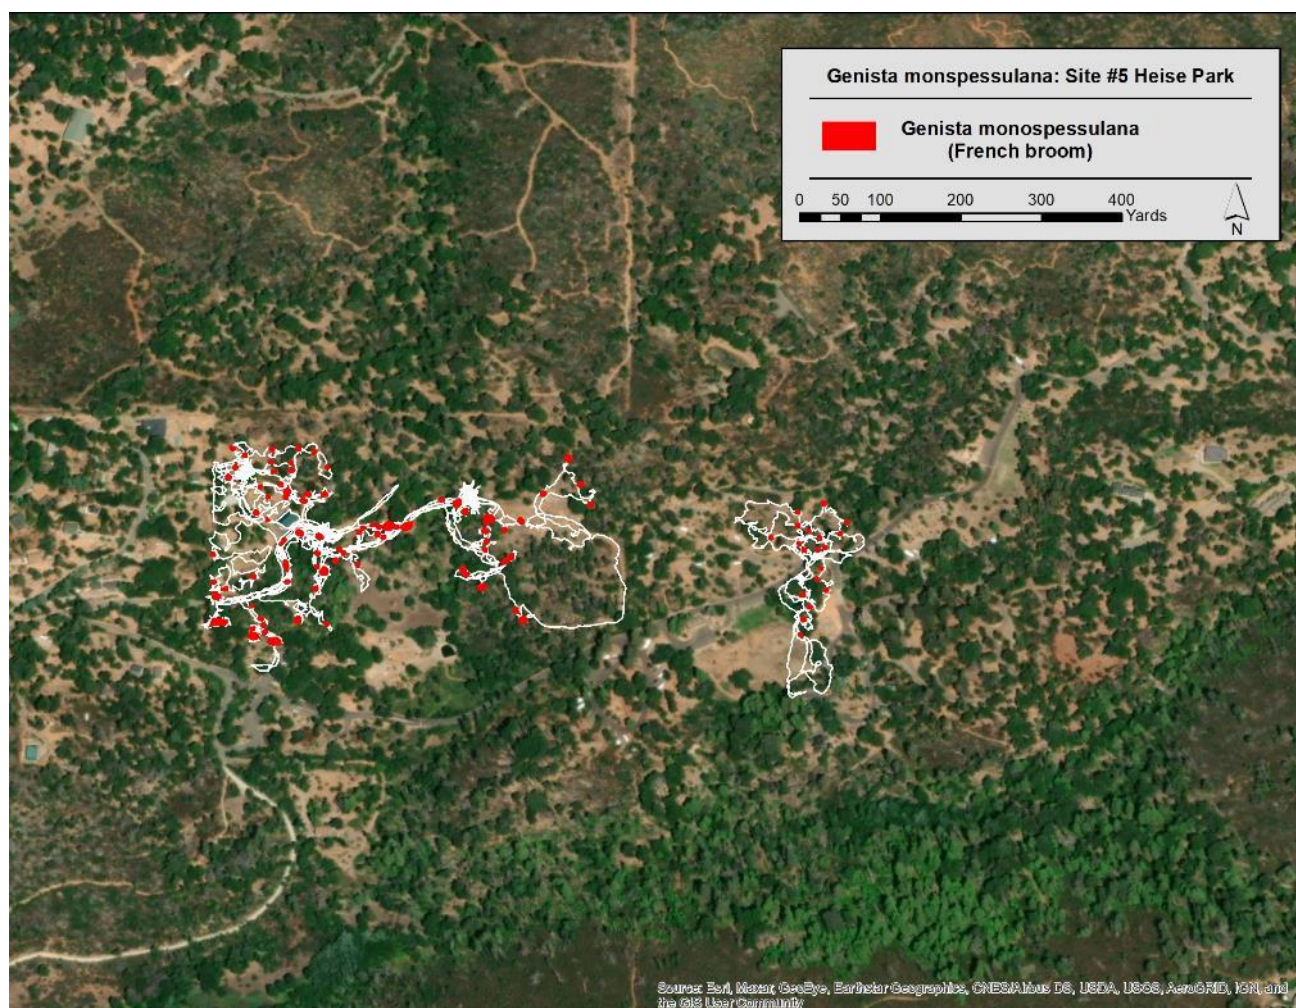 Genista monspessulana: Site #5 Heise Park
Genista monospessulana
(French broom)
0 50 100 200 300 400
Yards
N
Source: Esri, Maxar, GeoEye, Earthstar Geographics, CNES/Airbus DS, USDA, USGS, AeroGRID, IGN, and
the GIS User Community